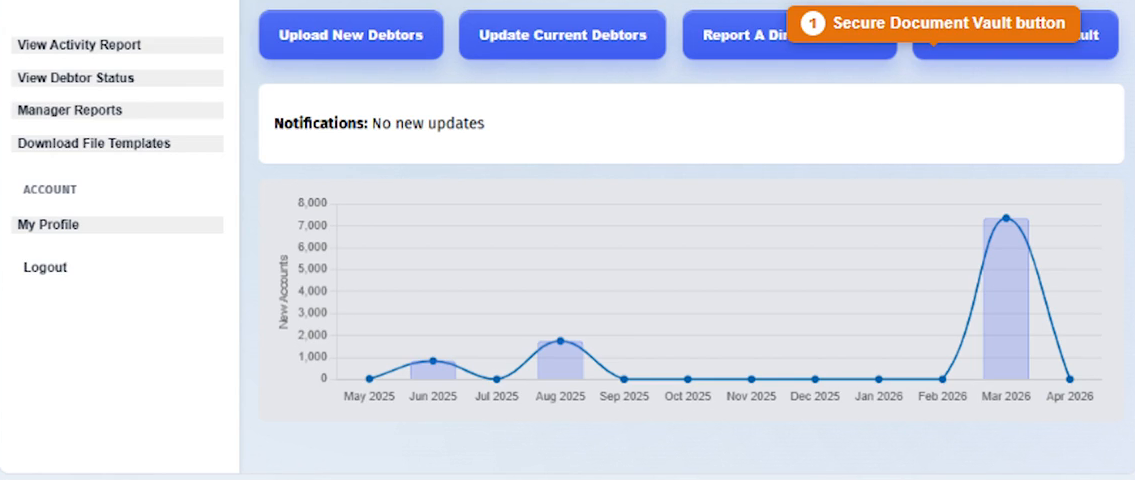 View Activity Report
View Debtor Status
Manager Reports
Download File Templates
ACCOUNT
My Profile
Logout
Upload New Debtors
Update Current Debtors
Report A
1 Secure Document Vault button
Notifications: No new updates
New Accounts
8,000
7,000
6,000
5,000
4,000
3,000
2,000
1,000
0
May 2025 Jun 2025 Jul 2025 Aug 2025 Sep 2025 Oct 2025 Nov 2025 Dec 2025 Jan 2026 Feb 2026 Mar 2026 Apr 2026